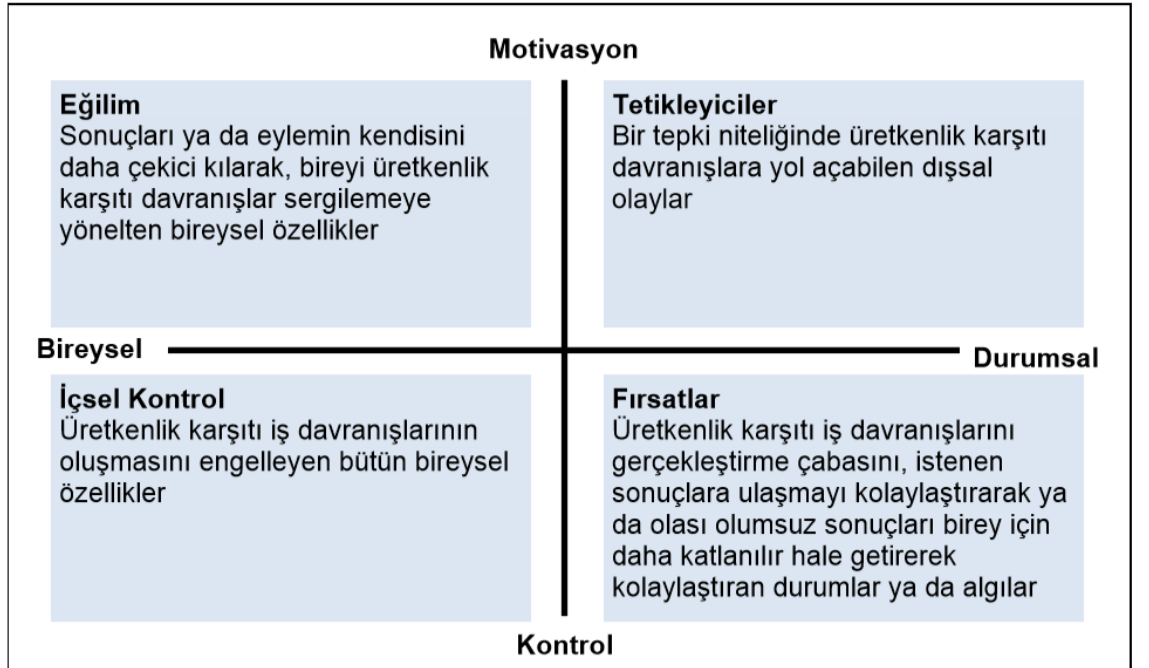 Motivasyon
Eğilim
Sonuçları ya da eylemin kendisini
daha çekici kılarak, bireyi üretkenlik
karşıtı davranışlar sergilemeye
yönelten bireysel özellikler
Tetikleyiciler
Bir tepki niteliğinde üretkenlik karşıtı
davranışlara yol açabilen dışsal
olaylar
Bireysel
Durumsal
İçsel Kontrol
Üretkenlik karşıtı iş davranışlarının
oluşmasını engelleyen bütün bireysel
özellikler
Fırsatlar
Üretkenlik karşıtı iş davranışlarını
gerçekleştirme çabasını, istenen
sonuçlara ulaşmayı kolaylaştırarak ya
da olası olumsuz sonuçları birey için
daha katlanılır hale getirerek
kolaylaştıran durumlar ya da algılar
Kontrol